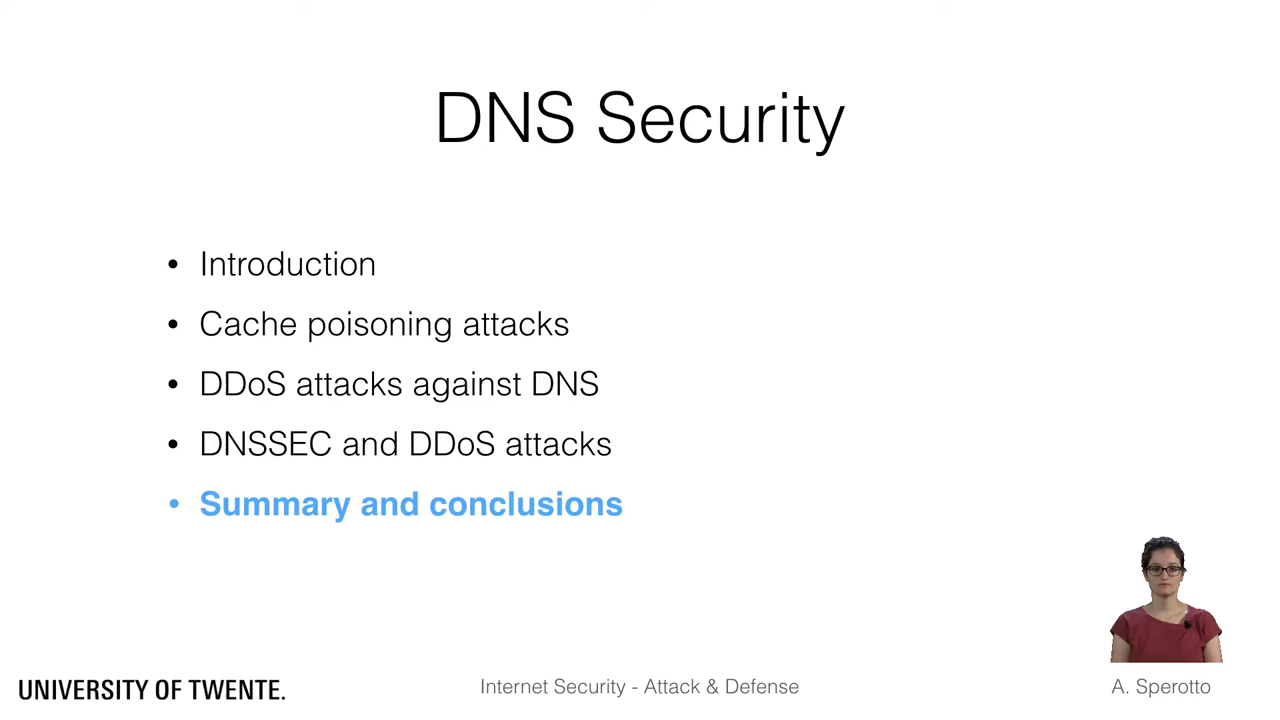 DNS Security
• Introduction
• Cache poisoning attacks
• DDoS attacks against DNS
• DNSSEC and DDoS attacks
• Summary and conclusions
UNIVERSITY OF TWENTE.
Internet Security - Attack & Defense
A. Sperotto